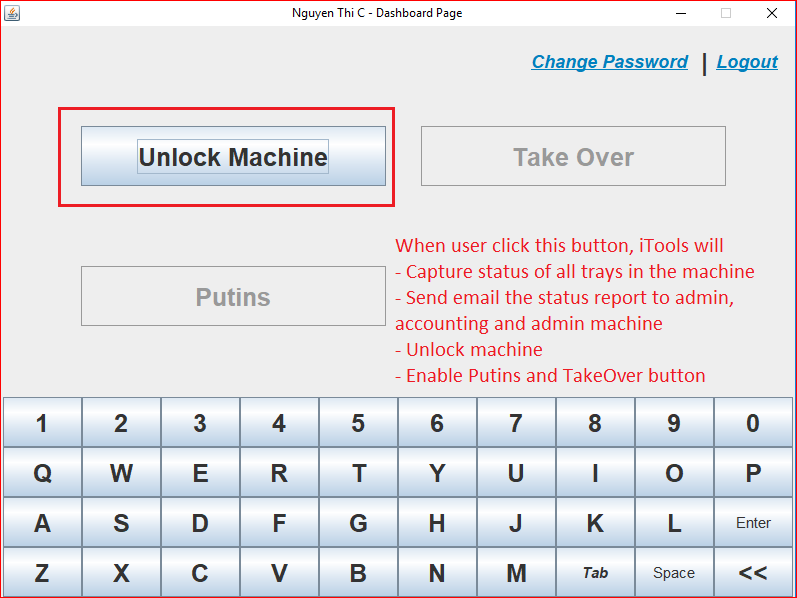 Nguyen Thi C - Dashboard Page
Change Password | Logout
Unlock Machine
Take Over
Putins
When user click this button, iTools will
- Capture status of all trays in the machine
- Send email the status report to admin,
accounting and admin machine
- Unlock machine
- Enable Putins and TakeOver button
1 2 3 4 5 6 7 8 9 0
Q W E R T Y U I O P
A S D F G H J K L Enter
Z X C V B N M Tab Space <<